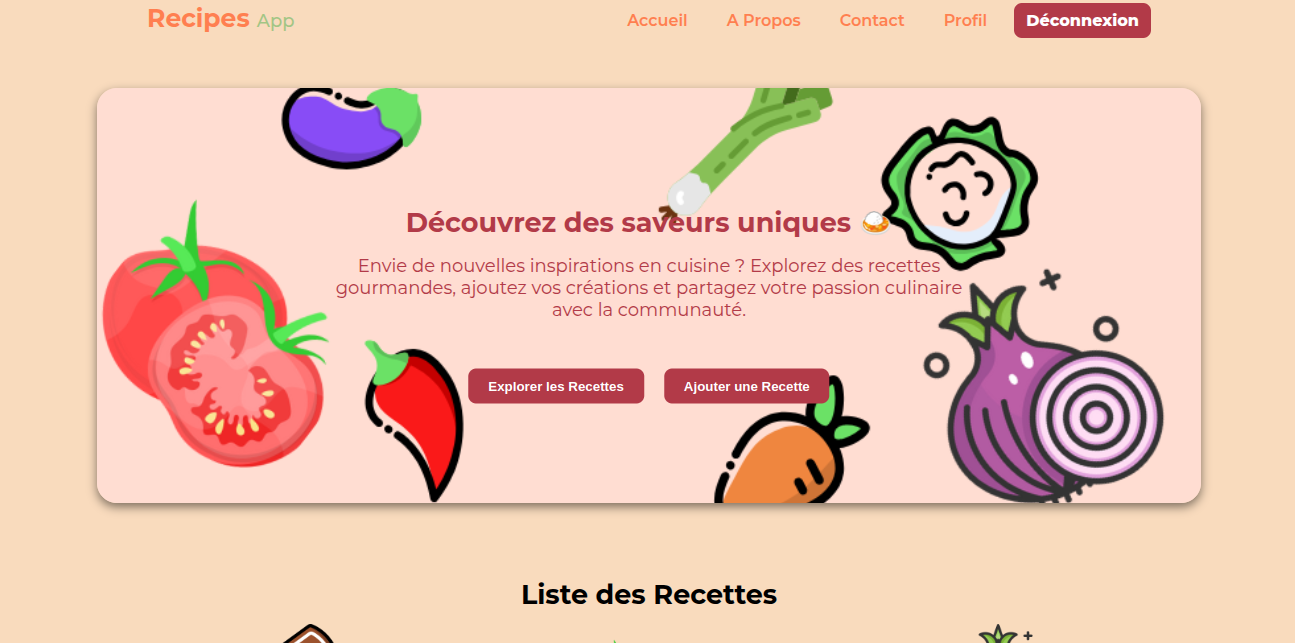 Recipes App
Accueil A Propos Contact Profil Déconnexion
Découvrez des saveurs uniques 🍛
Envie de nouvelles inspirations en cuisine ? Explorez des recettes
gourmandes, ajoutez vos créations et partagez votre passion culinaire
avec la communauté.
Explorer les Recettes Ajouter une Recette
Liste des Recettes